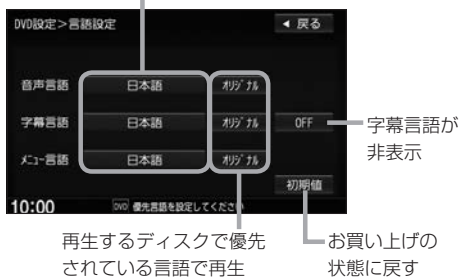 DVD設定＞言語設定
◀ 戻る
音声言語 日本語 ｵﾘｼﾞﾅﾙ
字幕言語 日本語 ｵﾘｼﾞﾅﾙ OFF
ﾒﾆｭｰ言語 日本語 ｵﾘｼﾞﾅﾙ
初期値
10:00 DVD 優先言語を設定してください
字幕言語が
非表示
再生するディスクで優先
されている言語で再生
お買い上げの
状態に戻す